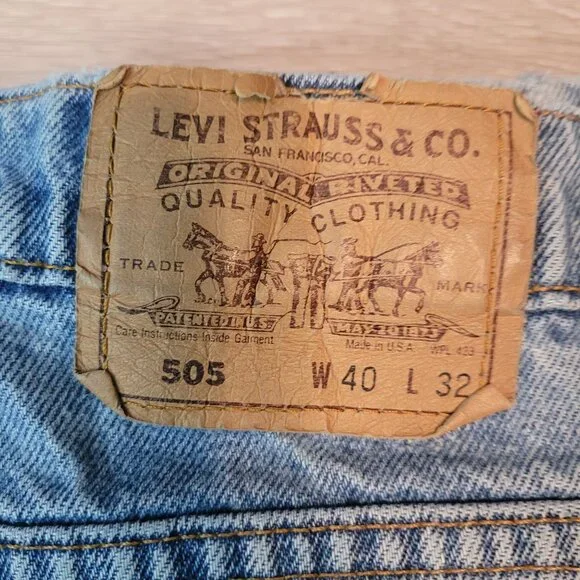 LEVI STRAUSS & CO.
SAN FRANCISCO, CAL.
ORIGINAL RIVETED
QUALITY CLOTHING
TRADE MARK
PATENTED IN U.S. MAY 20 1873
Care Instructions Inside Garment Made in U.S.A. WPL 423
505 W 40 L 32